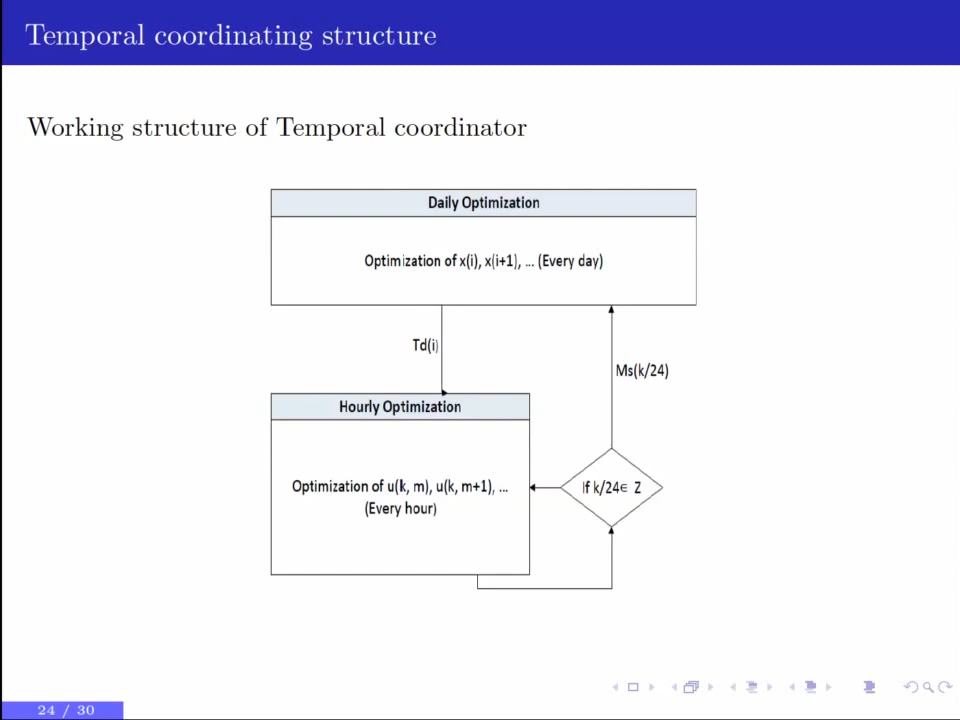 Temporal coordinating structure
Working structure of Temporal coordinator
Daily Optimization
Optimization of x(i), x(i+1), ... (Every day)
Td(i)
Ms(k/24)
Hourly Optimization
Optimization of u(k, m), u(k, m+1), ...
(Every hour)
If k/24∈ Z
24 / 30